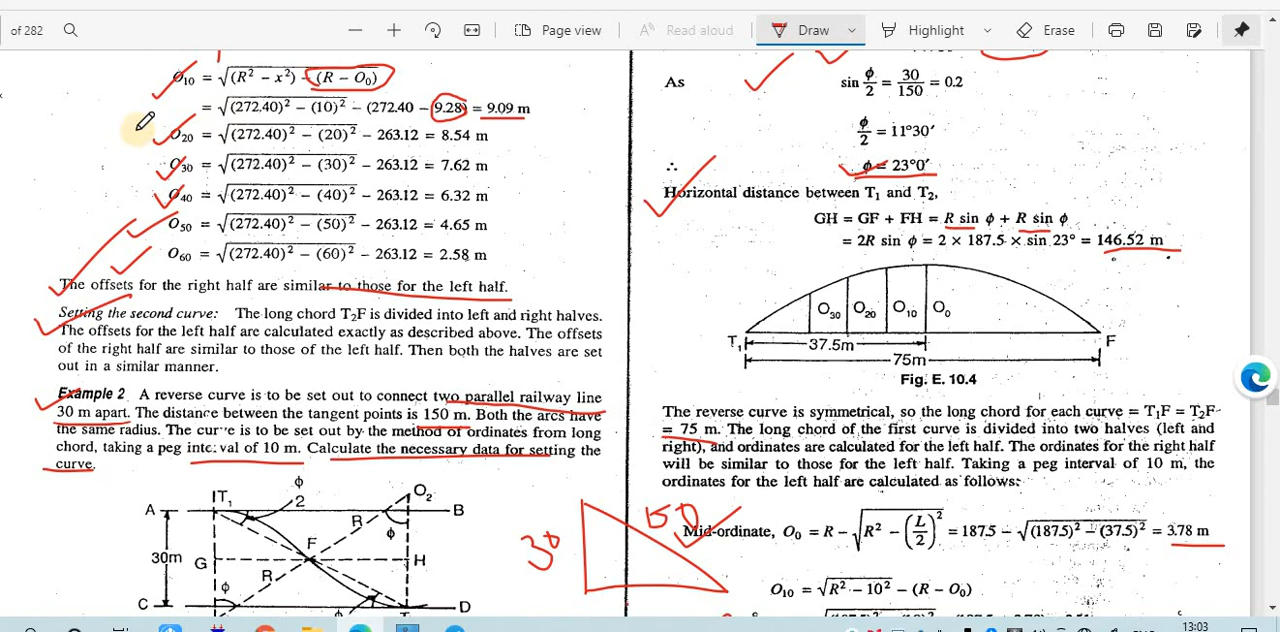 of 282
Page view
Read aloud
Draw
Highlight
Erase
O10 = √(R² − x²) − (R − O0)
= √(272.40)² − (10)² − (272.40 − 9.28) = 9.09 m
O20 = √(272.40)² − (20)² − 263.12 = 8.54 m
O30 = √(272.40)² − (30)² − 263.12 = 7.62 m
O40 = √(272.40)² − (40)² − 263.12 = 6.32 m
O50 = √(272.40)² − (50)² − 263.12 = 4.65 m
O60 = √(272.40)² − (60)² − 263.12 = 2.58 m
The offsets for the right half are similar to those for the left half.
Setting the second curve: The long chord T2F is divided into left and right halves.
The offsets for the left half are calculated exactly as described above. The offsets
of the right half are similar to those of the left half. Then both the halves are set
out in a similar manner.
Example 2 A reverse curve is to be set out to connect two parallel railway line
30 m apart. The distance between the tangent points is 150 m. Both the arcs have
the same radius. The curve is to be set out by the method of ordinates from long
chord, taking a peg interval of 10 m. Calculate the necessary data for setting the
curve.
T1
φ
2
O2
A
B
R
φ
F
30m
G
H
R
φ
C
D
As
sin φ/2 = 30/150 = 0.2
φ/2 = 11°30′
∴
φ = 23°0′
Horizontal distance between T1 and T2,
GH = GF + FH = R sin φ + R sin φ
= 2R sin φ = 2 × 187.5 × sin 23° = 146.52 m
O30
O20
O10
O0
T1
37.5m
F
75m
Fig. E. 10.4
The reverse curve is symmetrical, so the long chord for each curve = T1F = T2F
= 75 m. The long chord of the first curve is divided into two halves (left and
right), and ordinates are calculated for the left half. The ordinates for the right half
will be similar to those for the left half. Taking a peg interval of 10 m, the
ordinates for the left half are calculated as follows:
30
150
Mid-ordinate, O0 = R − √R² − (L/2)² = 187.5 − √(187.5)² − (37.5)² = 3.78 m
O10 = √R² − 10² − (R − O0)
13:03